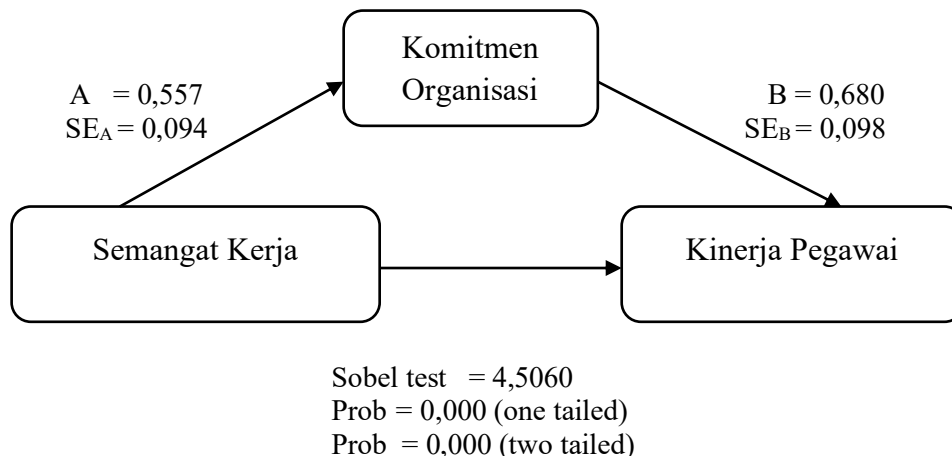 Komitmen
Organisasi
A = 0,557
SEA = 0,094
B = 0,680
SEB = 0,098
Semangat Kerja
Kinerja Pegawai
Sobel test = 4,5060
Prob = 0,000 (one tailed)
Prob = 0,000 (two tailed)